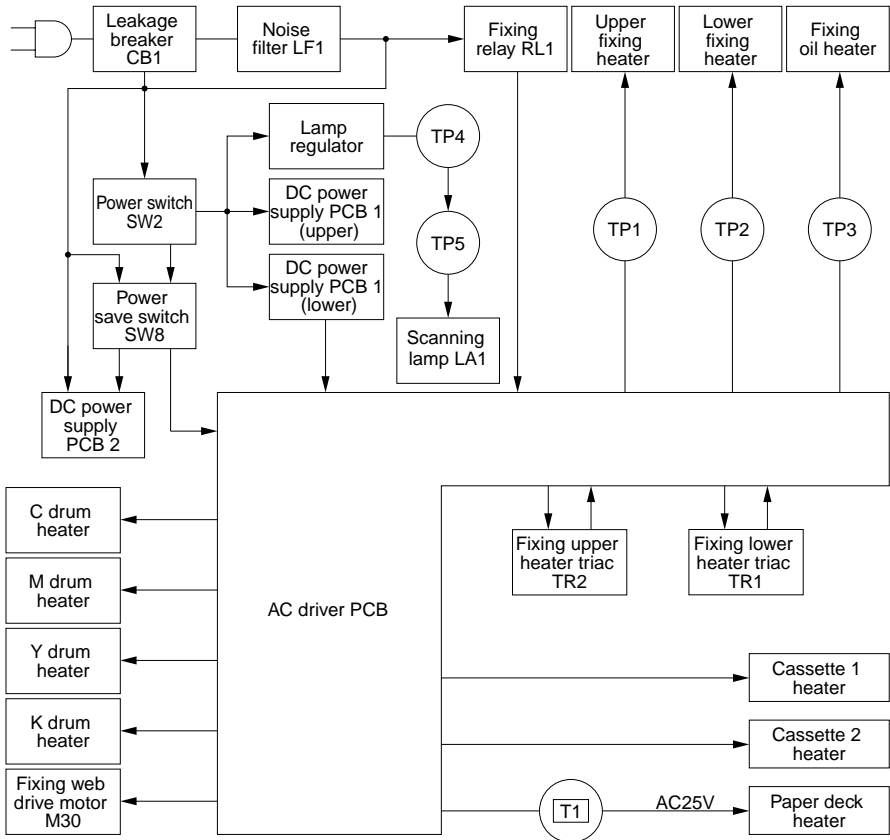 Leakage
breaker
CB1
Noise
filter LF1
Fixing
relay RL1
Upper
fixing
heater
Lower
fixing
heater
Fixing
oil heater
Lamp
regulator
TP4
Power switch
SW2
DC power
supply PCB 1
(upper)
TP5
TP1
TP2
TP3
Power
save switch
SW8
DC power
supply PCB 1
(lower)
Scanning
lamp LA1
DC power
supply
PCB 2
C drum
heater
M drum
heater
Y drum
heater
K drum
heater
Fixing web
drive motor
M30
AC driver PCB
Fixing upper
heater triac
TR2
Fixing lower
heater triac
TR1
Cassette 1
heater
Cassette 2
heater
T1
AC25V
Paper deck
heater